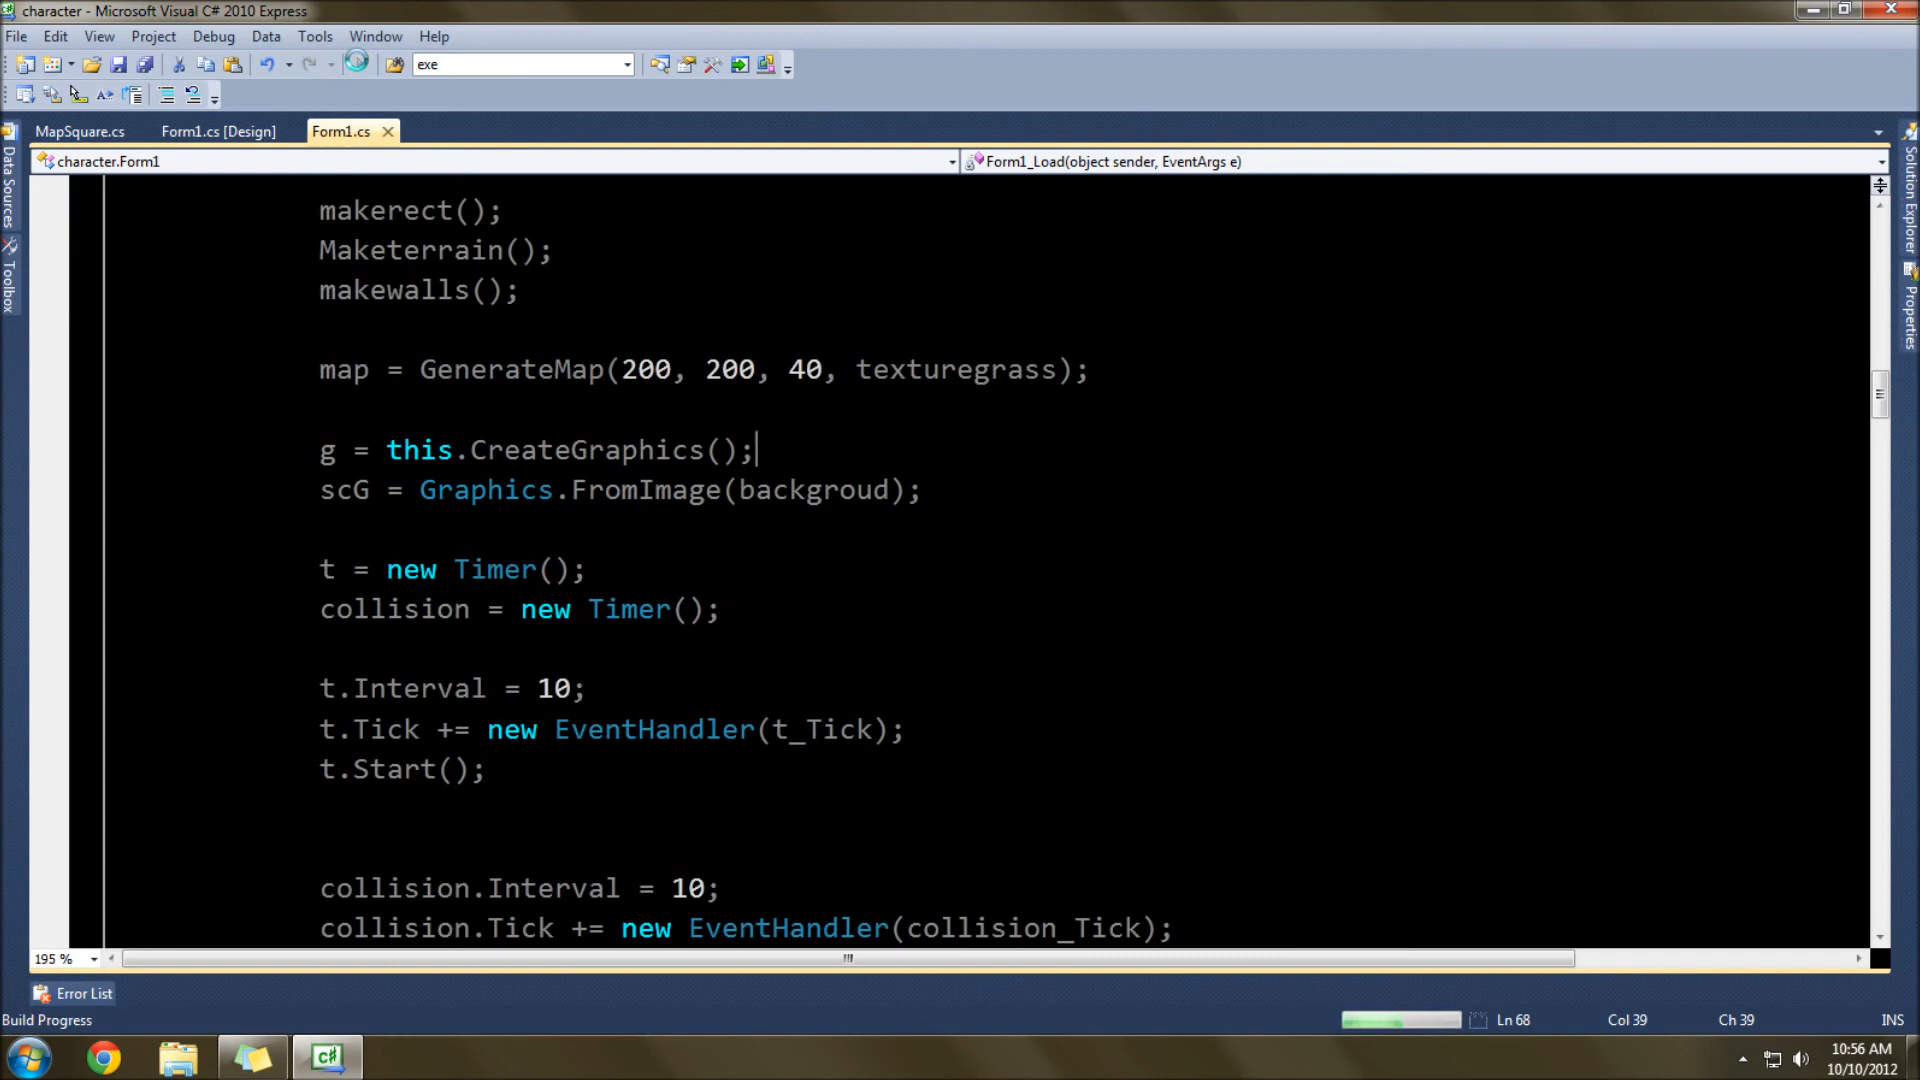 character - Microsoft Visual C# 2010 Express
File Edit View Project Debug Data Tools Window Help
exe
MapSquare.cs Form1.cs [Design] Form1.cs
character.Form1 Form1_Load(object sender, EventArgs e)
Data Sources
Toolbox
Solution Explorer
Properties
makerect();
Maketerrain();
makewalls();
map = GenerateMap(200, 200, 40, texturegrass);
g = this.CreateGraphics();
scG = Graphics.FromImage(backgroud);
t = new Timer();
collision = new Timer();
t.Interval = 10;
t.Tick += new EventHandler(t_Tick);
t.Start();
collision.Interval = 10;
collision.Tick += new EventHandler(collision_Tick);
195 %
Error List
Build Progress Ln 68 Col 39 Ch 39 INS
C#
10:56 AM
10/10/2012